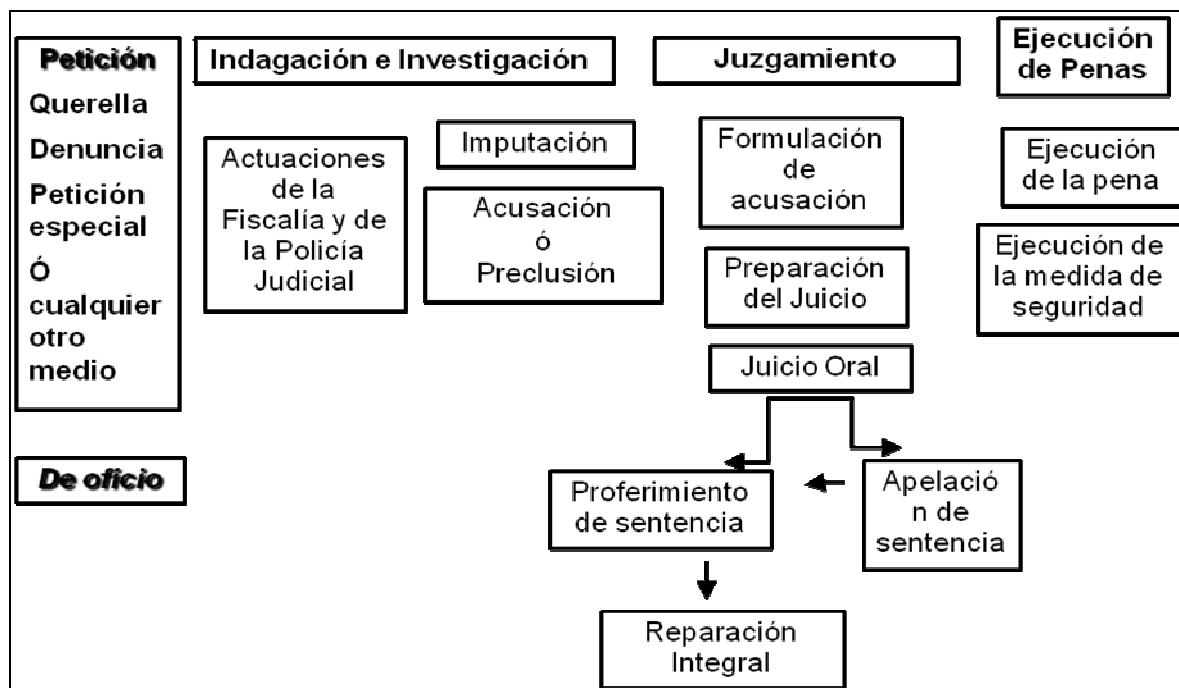 Petición
Querella
Denuncia
Petición
especial
Ó
cualquier
otro
medio
De oficio
Indagación e Investigación
Actuaciones
de la
Fiscalía y de
la Policía
Judicial
Imputación
Acusación
ó
Preclusión
Juzgamiento
Formulación
de
acusación
Preparación
del Juicio
Juicio Oral
Proferimiento
de sentencia
Apelació
n de
sentencia
Reparación
Integral
Ejecución
de Penas
Ejecución
de la pena
Ejecución de
la medida de
seguridad